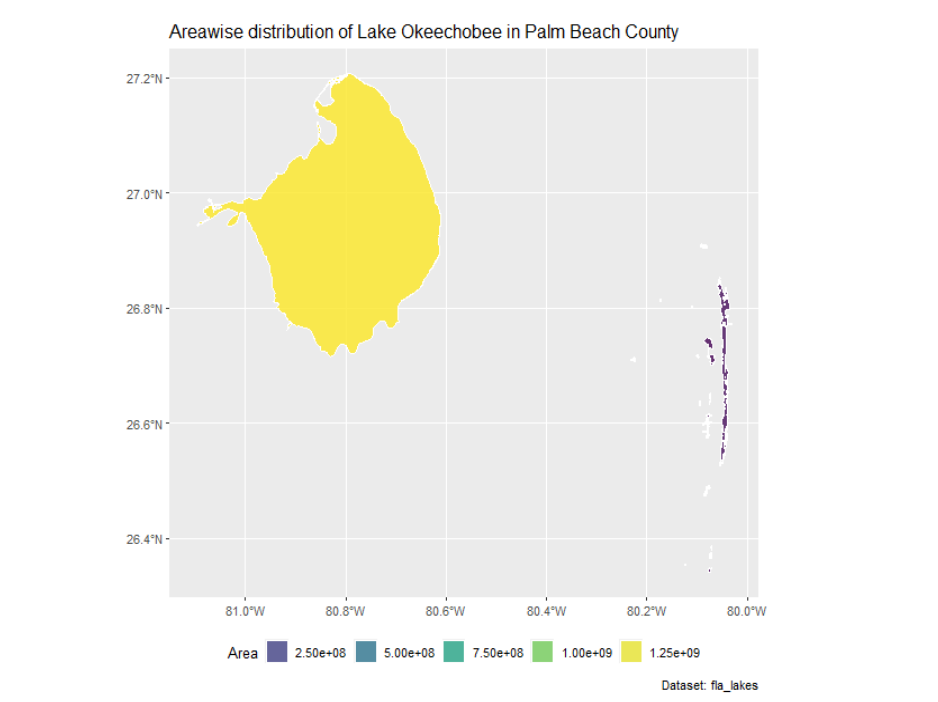 Areawise distribution of Lake Okeechobee in Palm Beach County
27.2°N
27.0°N
26.8°N
26.6°N
26.4°N
81.0°W 80.8°W 80.6°W 80.4°W 80.2°W 80.0°W
Area 2.50e+08 5.00e+08 7.50e+08 1.00e+09 1.25e+09
Dataset: fla_lakes